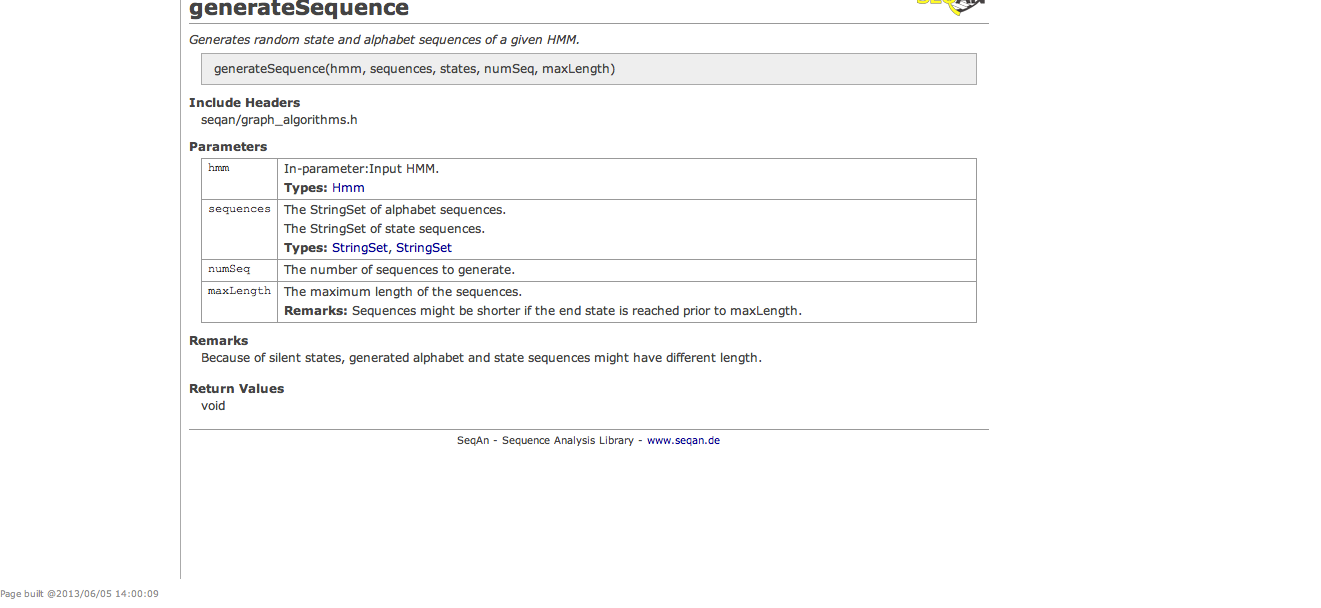 generateSequence
Generates random state and alphabet sequences of a given HMM.
generateSequence(hmm, sequences, states, numSeq, maxLength)
Include Headers
seqan/graph_algorithms.h
Parameters
hmm
In-parameter:Input HMM.
Types: Hmm
sequences
The StringSet of alphabet sequences.
The StringSet of state sequences.
Types: StringSet, StringSet
numSeq
The number of sequences to generate.
maxLength
The maximum length of the sequences.
Remarks: Sequences might be shorter if the end state is reached prior to maxLength.
Remarks
Because of silent states, generated alphabet and state sequences might have different length.
Return Values
void
SeqAn - Sequence Analysis Library - www.seqan.de
Page built @2013/06/05 14:00:09